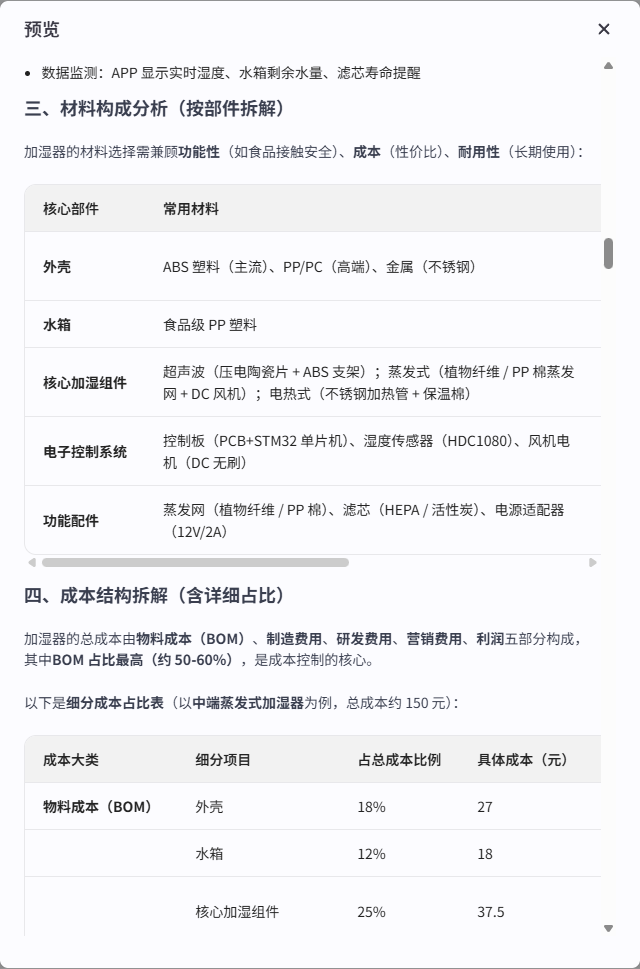 预览
数据监测：APP 显示实时湿度、水箱剩余水量、滤芯寿命提醒
三、材料构成分析（按部件拆解）
加湿器的材料选择需兼顾功能性（如食品接触安全）、成本（性价比）、耐用性（长期使用）：
核心部件 常用材料
外壳 ABS 塑料（主流）、PP/PC（高端）、金属（不锈钢）
水箱 食品级 PP 塑料
核心加湿组件 超声波（压电陶瓷片 + ABS 支架）；蒸发式（植物纤维 / PP 棉蒸发
网 + DC 风机）；电热式（不锈钢加热管 + 保温棉）
电子控制系统 控制板（PCB+STM32 单片机）、湿度传感器（HDC1080）、风机电
机（DC 无刷）
功能配件 蒸发网（植物纤维 / PP 棉）、滤芯（HEPA / 活性炭）、电源适配器
（12V/2A）
四、成本结构拆解（含详细占比）
加湿器的总成本由物料成本（BOM）、制造费用、研发费用、营销费用、利润五部分构成，
其中BOM 占比最高（约 50-60%），是成本控制的核心。
以下是细分成本占比表（以中端蒸发式加湿器为例，总成本约 150 元）：
成本大类 细分项目 占总成本比例 具体成本（元）
物料成本（BOM） 外壳 18% 27
水箱 12% 18
核心加湿组件 25% 37.5